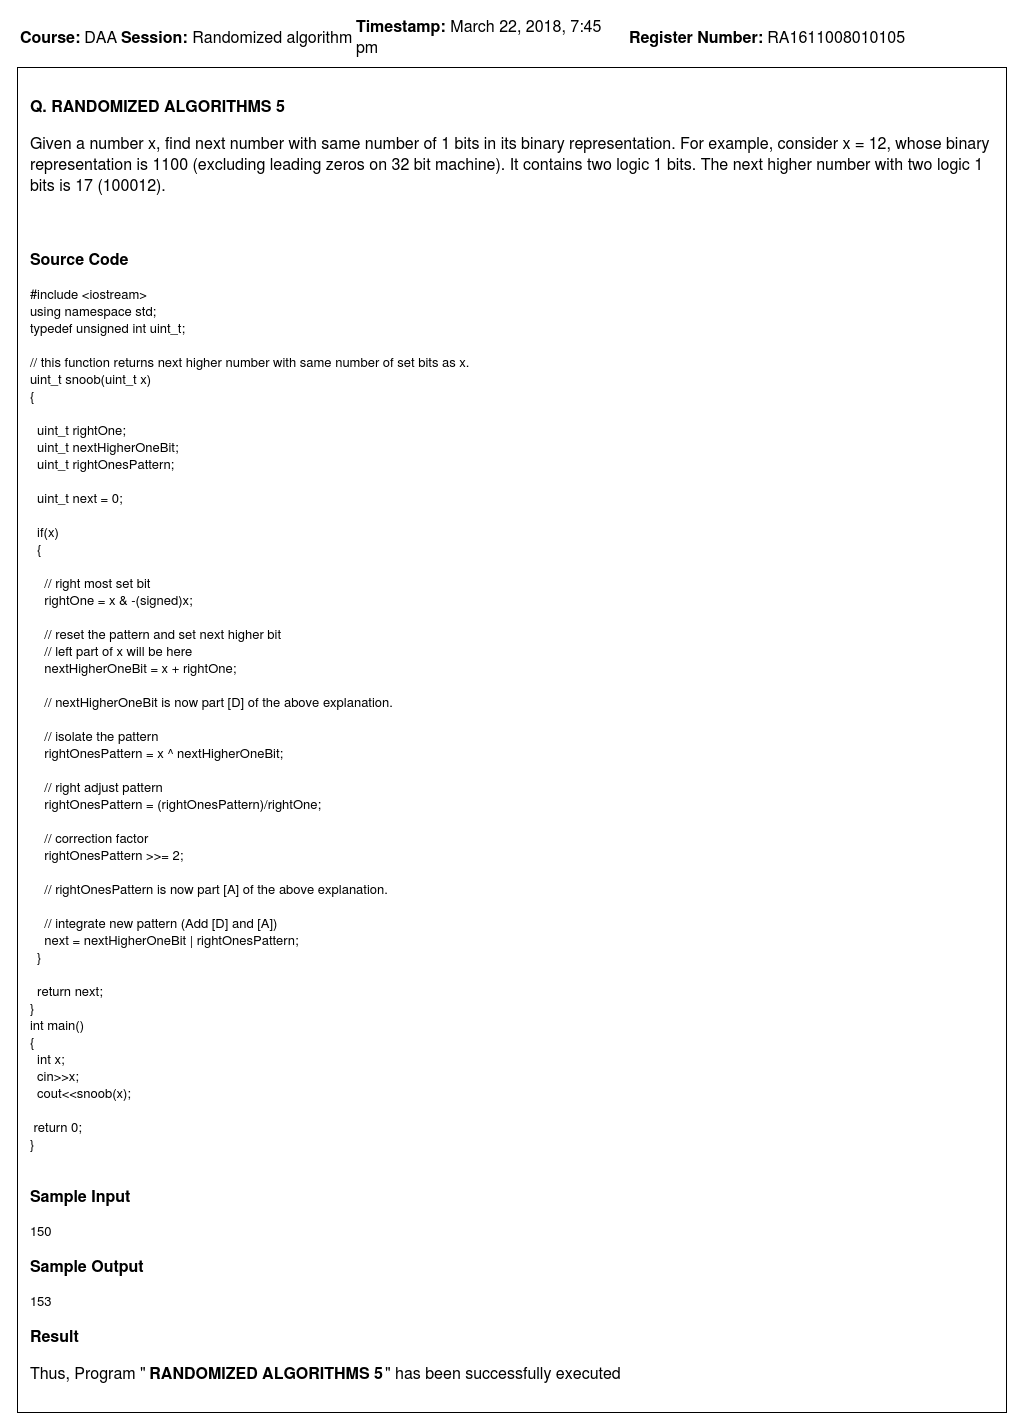 Course: DAA Session: Randomized algorithm Timestamp: March 22, 2018, 7:45 pm Register Number: RA1611008010105
Q. RANDOMIZED ALGORITHMS 5
Given a number x, find next number with same number of 1 bits in its binary representation. For example, consider x = 12, whose binary
representation is 1100 (excluding leading zeros on 32 bit machine). It contains two logic 1 bits. The next higher number with two logic 1
bits is 17 (100012).
Source Code
#include <iostream>
using namespace std;
typedef unsigned int uint_t;
// this function returns next higher number with same number of set bits as x.
uint_t snoob(uint_t x)
{
uint_t rightOne;
uint_t nextHigherOneBit;
uint_t rightOnesPattern;
uint_t next = 0;
if(x)
{
// right most set bit
rightOne = x & -(signed)x;
// reset the pattern and set next higher bit
// left part of x will be here
nextHigherOneBit = x + rightOne;
// nextHigherOneBit is now part [D] of the above explanation.
// isolate the pattern
rightOnesPattern = x ^ nextHigherOneBit;
// right adjust pattern
rightOnesPattern = (rightOnesPattern)/rightOne;
// correction factor
rightOnesPattern >>= 2;
// rightOnesPattern is now part [A] of the above explanation.
// integrate new pattern (Add [D] and [A])
next = nextHigherOneBit | rightOnesPattern;
}
return next;
}
int main()
{
int x;
cin>>x;
cout<<snoob(x);
return 0;
}
Sample Input
150
Sample Output
153
Result
Thus, Program " RANDOMIZED ALGORITHMS 5" has been successfully executed